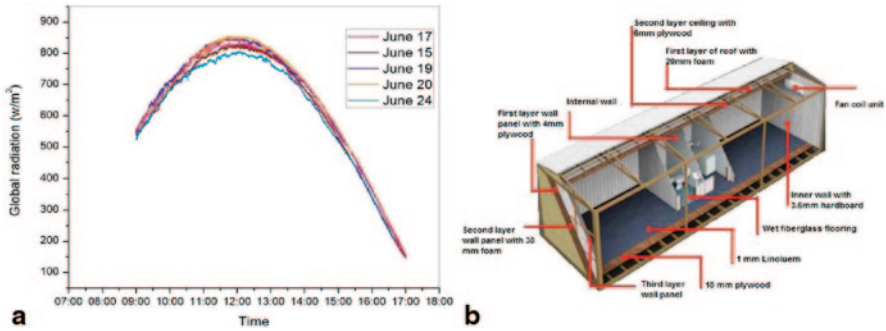 900
800
700
600
500
400
300
200
100
Global radiation (w/m²)
June 17
June 15
June 19
June 20
June 24
07:00 08:00 09:00 10:00 11:00 12:00 13:00 14:00 15:00 16:00 17:00 18:00
Time
a
Second layer ceiling with
6mm plywood
First layer of roof with
20mm foam
Internal wall
First layer wall
panel with 4mm
plywood
Fan coil unit
Inner wall with
3.6mm hardboard
Wet fiberglass flooring
Second layer
wall panel with 38
mm foam
1 mm Linoluem
Third layer
wall panel
18 mm plywood
b